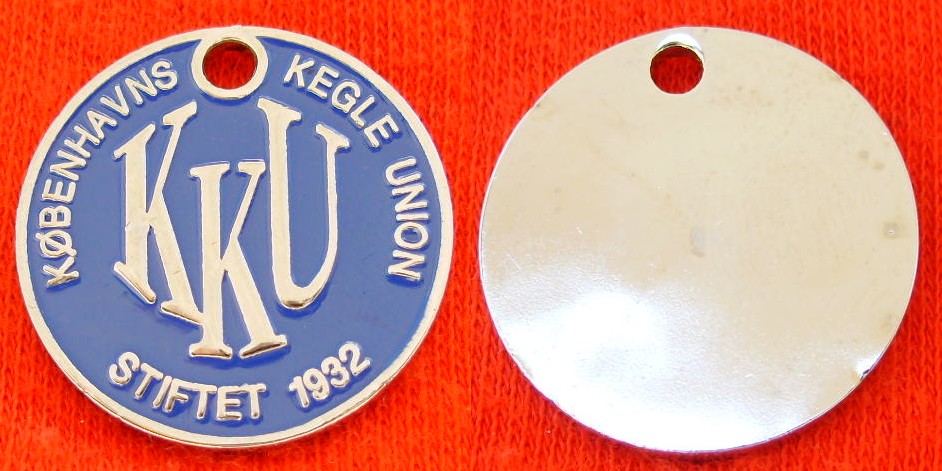 KØBENHAVNS KEGLE UNION
KKU
STIFTET 1932